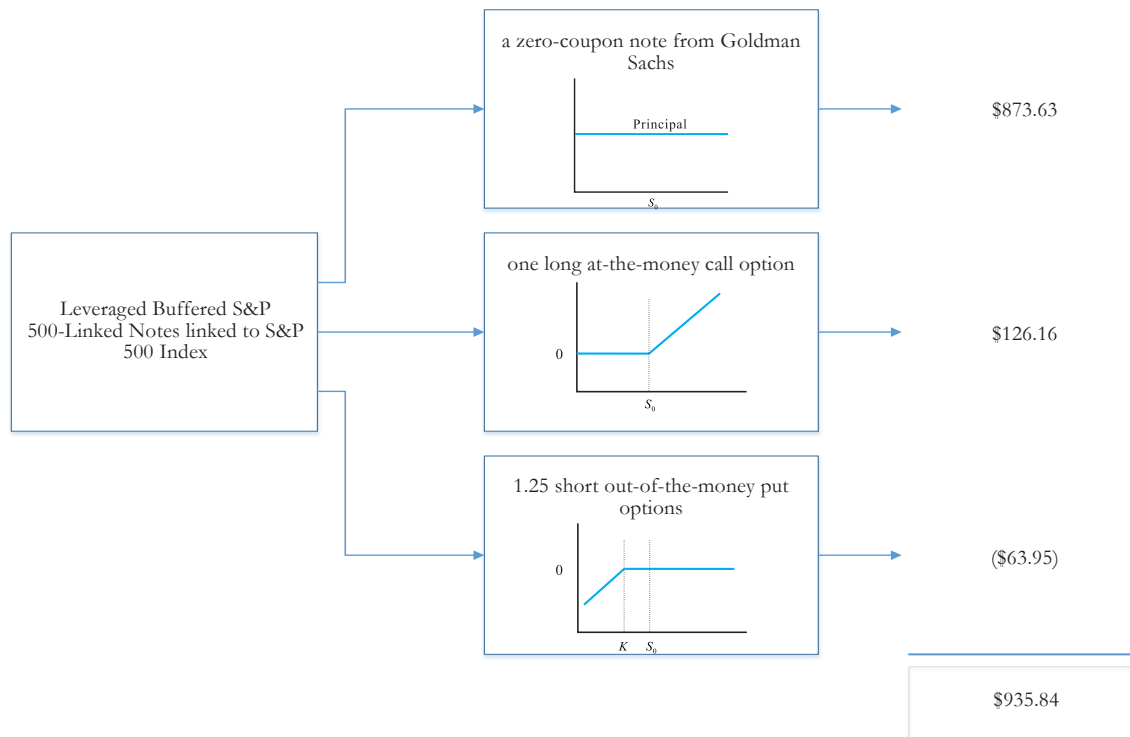 a zero-coupon note from Goldman
Sachs
Principal
S₀
$873.63
Leveraged Buffered S&P
500-Linked Notes linked to S&P
500 Index
one long at-the-money call option
0
S₀
$126.16
1.25 short out-of-the-money put
options
0
K S₀
($63.95)
$935.84